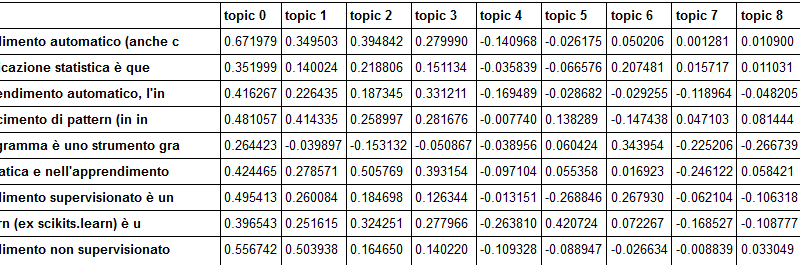 topic 0 topic 1 topic 2 topic 3 topic 4 topic 5 topic 6 topic 7 topic 8
dimento automatico (anche c 0.671979 0.349503 0.394842 0.279990 -0.140968 -0.026175 0.050206 0.001281 0.010900
icazione statistica è que 0.351999 0.140024 0.218806 0.151134 -0.035839 -0.066576 0.207481 0.015717 0.011031
endimento automatico, l'in 0.416267 0.226435 0.187345 0.331211 -0.169489 -0.028682 -0.029255 -0.118964 -0.048205
cimento di pattern (in in 0.481057 0.414335 0.258997 0.281676 -0.007740 0.138289 -0.147438 0.047103 0.081444
gramma è uno strumento gra 0.264423 -0.039897 -0.153132 -0.050867 -0.038956 0.060424 0.343954 -0.225206 -0.266739
atica e nell'apprendimento 0.424465 0.278571 0.505769 0.393154 -0.097104 0.055358 0.016923 -0.246122 0.058421
dimento supervisionato è un 0.495413 0.260084 0.184698 0.126344 -0.013151 -0.268846 0.267930 -0.062104 -0.106318
rn (ex scikits.learn) è u 0.396543 0.251615 0.324251 0.277966 -0.263810 0.420724 0.072267 -0.168527 -0.108777
dimento non supervisionato 0.556742 0.503938 0.164650 0.140220 -0.109328 -0.088947 -0.026634 -0.008839 0.033049